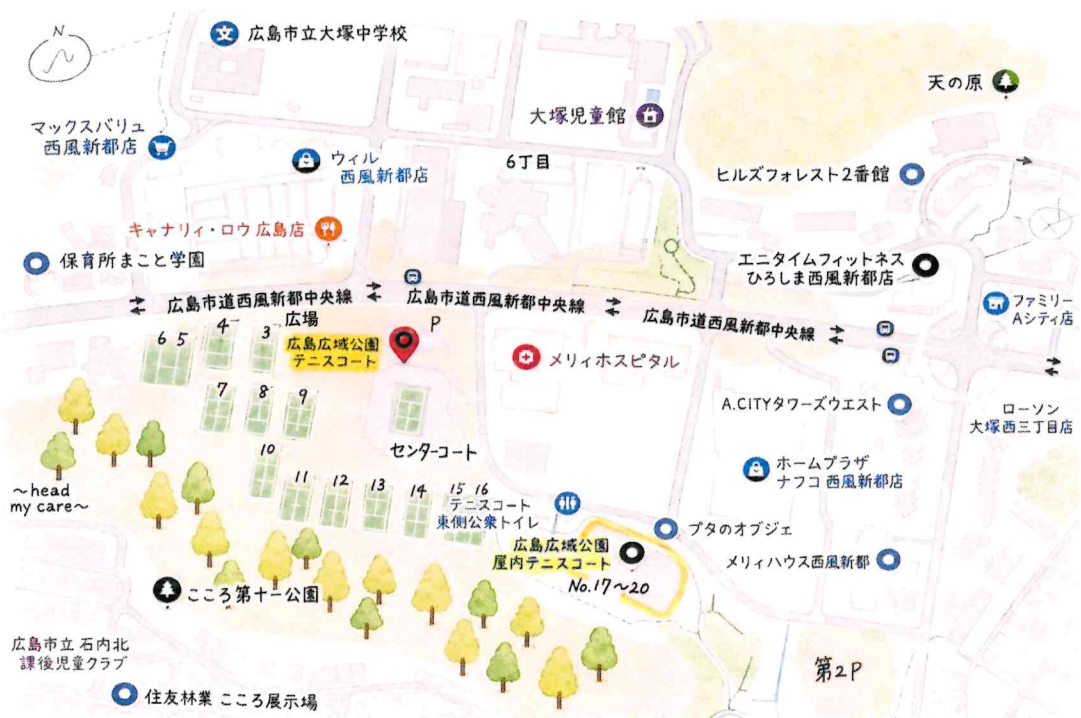 N
広島市立大塚中学校
天の原
大塚児童館
マックスバリュ
西風新都店
ウィル
西風新都店
6丁目
ヒルズフォレスト2番館
キャナリィ・ロウ 広島店
保育所まこと学園
エニタイムフィットネス
ひろしま西風新都店
広島市道西風新都中央線
広島市道西風新都中央線
広島市道西風新都中央線
ファミリー
Aシティ店
6 5 4 3
広場
P
広島広域公園
テニスコート
メリィホスピタル
7 8 9
A.CITYタワーズウエスト
ローソン
大塚西三丁目店
センターコート
10
11 12 13 14 15 16
ホームプラザ
ナフコ 西風新都店
~head
my care~
テニスコート
東側公衆トイレ
ブタのオブジェ
広島広域公園
屋内テニスコート
No.17~20
メリィハウス西風新都
こころ第十一公園
広島市立 石内北
課後児童クラブ
第2P
住友林業 こころ展示場